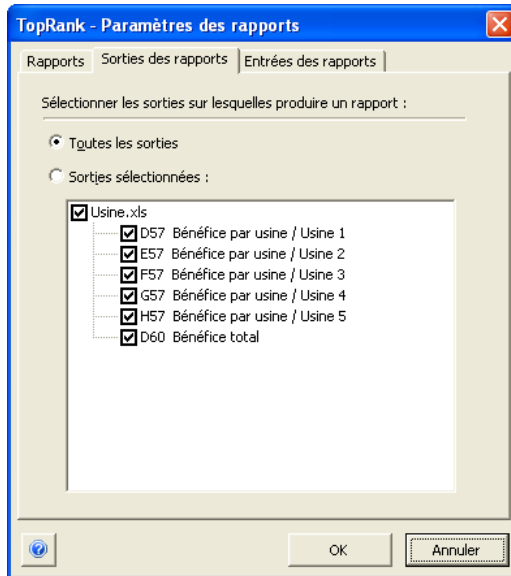 TopRank - Paramètres des rapports
Rapports Sorties des rapports Entrées des rapports
Sélectionner les sorties sur lesquelles produire un rapport :
Toutes les sorties
Sorties sélectionnées :
Usine.xls
D57 Bénéfice par usine / Usine 1
E57 Bénéfice par usine / Usine 2
F57 Bénéfice par usine / Usine 3
G57 Bénéfice par usine / Usine 4
H57 Bénéfice par usine / Usine 5
D60 Bénéfice total
? OK Annuler